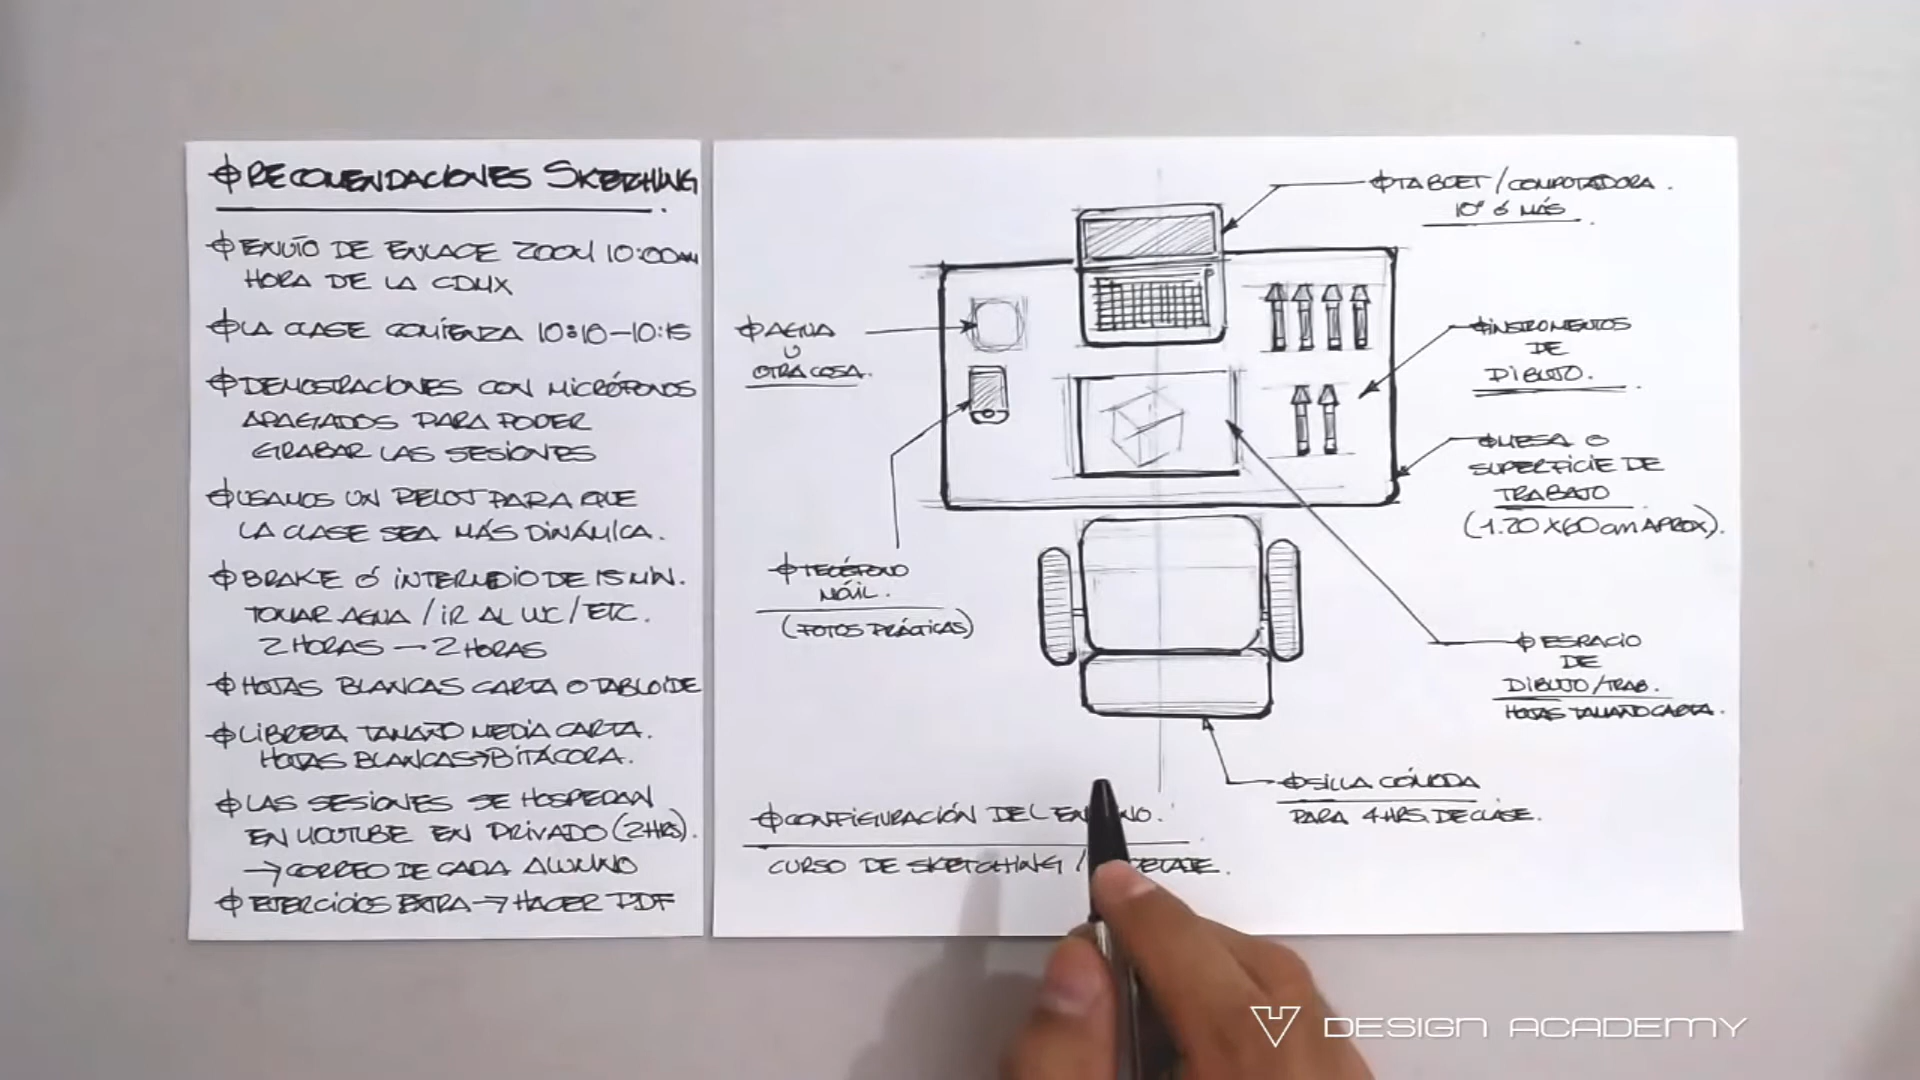 RECOMENDACIONES SKETCHING
ENVÍO DE ENLACE ZOOM 10:00AM
HORA DE LA CDMX
LA CLASE COMIENZA 10:10-10:15
DEMOSTRACIONES CON MICRÓFONOS
APAGADOS PARA PODER
GRABAR LAS SESIONES
USAMOS UN RELOJ PARA QUE
LA CLASE SEA MÁS DINÁMICA.
BRAKE Ó INTERMEDIO DE 15 MIN.
TOMAR AGUA / IR AL WC / ETC.
2 HORAS — 2 HORAS
HOJAS BLANCAS CARTA O TABLOIDE
LIBRETA TAMAÑO MEDIA CARTA.
HOJAS BLANCAS → BITÁCORA.
LAS SESIONES SE HOSPEDAN
EN YOUTUBE EN PRIVADO (2HRS).
→ CORREO DE CADA ALUMNO
EJERCICIOS EXTRA → HACER PDF
TABLET / COMPUTADORA.
10" Ó MÁS
AGUA
U
OTRA COSA.
INSTRUMENTOS
DE
DIBUJO.
MESA O
SUPERFICIE DE
TRABAJO
(1.20 X 60 cm APROX).
TELÉFONO
MÓVIL.
(FOTOS PRÁCTICAS)
ESPACIO
DE
DIBUJO / TRAB.
HOJAS TAMAÑO CARTA.
SILLA CÓMODA
PARA 4 HRS. DE CLASE.
CONFIGURACIÓN DEL
CURSO DE SKETCHING /
DESIGN ACADEMY